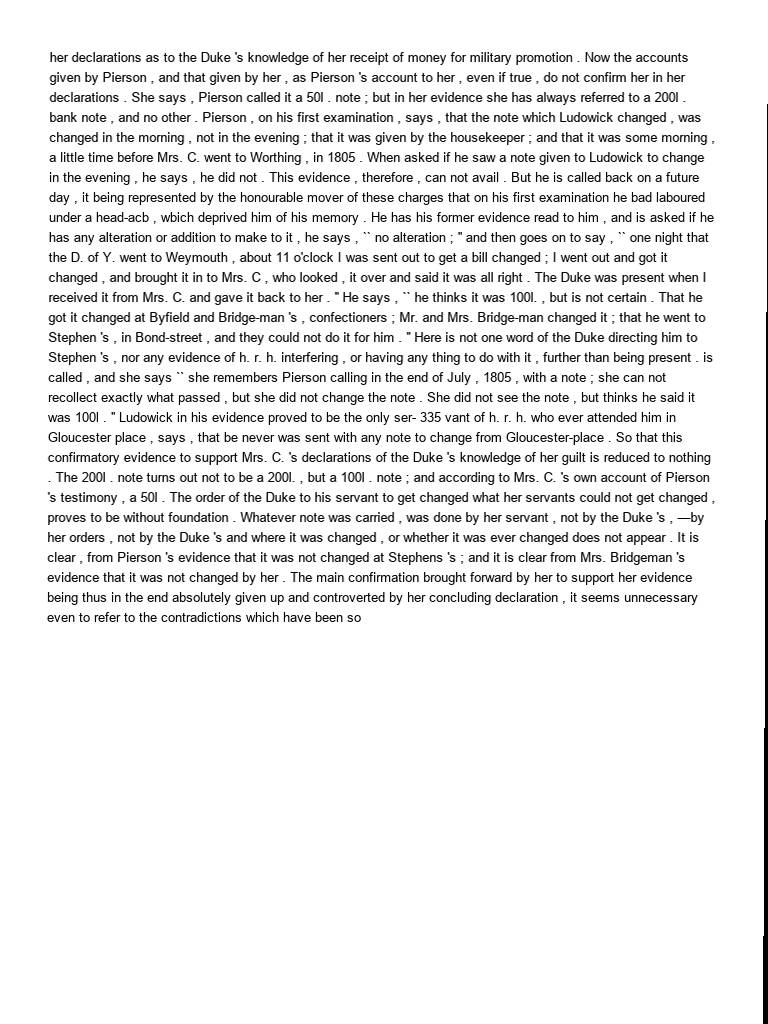 her declarations as to the Duke 's knowledge of her receipt of money for military promotion . Now the accounts
given by Pierson , and that given by her , as Pierson 's account to her , even if true , do not confirm her in her
declarations . She says , Pierson called it a 50l . note ; but in her evidence she has always referred to a 200l .
bank note , and no other . Pierson , on his first examination , says , that the note which Ludowick changed , was
changed in the morning , not in the evening ; that it was given by the housekeeper ; and that it was some morning ,
a little time before Mrs. C. went to Worthing , in 1805 . When asked if he saw a note given to Ludowick to change
in the evening , he says , he did not . This evidence , therefore , can not avail . But he is called back on a future
day , it being represented by the honourable mover of these charges that on his first examination he bad laboured
under a head-acb , wbich deprived him of his memory . He has his former evidence read to him , and is asked if he
has any alteration or addition to make to it , he says , `` no alteration ; '' and then goes on to say , `` one night that
the D. of Y. went to Weymouth , about 11 o'clock I was sent out to get a bill changed ; I went out and got it
changed , and brought it in to Mrs. C , who looked , it over and said it was all right . The Duke was present when I
received it from Mrs. C. and gave it back to her . '' He says , `` he thinks it was 100l. , but is not certain . That he
got it changed at Byfield and Bridge-man 's , confectioners ; Mr. and Mrs. Bridge-man changed it ; that he went to
Stephen 's , in Bond-street , and they could not do it for him . '' Here is not one word of the Duke directing him to
Stephen 's , nor any evidence of h. r. h. interfering , or having any thing to do with it , further than being present . is
called , and she says `` she remembers Pierson calling in the end of July , 1805 , with a note ; she can not
recollect exactly what passed , but she did not change the note . She did not see the note , but thinks he said it
was 100l . '' Ludowick in his evidence proved to be the only ser- 335 vant of h. r. h. who ever attended him in
Gloucester place , says , that be never was sent with any note to change from Gloucester-place . So that this
confirmatory evidence to support Mrs. C. 's declarations of the Duke 's knowledge of her guilt is reduced to nothing
. The 200l . note turns out not to be a 200l. , but a 100l . note ; and according to Mrs. C. 's own account of Pierson
's testimony , a 50l . The order of the Duke to his servant to get changed what her servants could not get changed ,
proves to be without foundation . Whatever note was carried , was done by her servant , not by the Duke 's , —by
her orders , not by the Duke 's and where it was changed , or whether it was ever changed does not appear . It is
clear , from Pierson 's evidence that it was not changed at Stephens 's ; and it is clear from Mrs. Bridgeman 's
evidence that it was not changed by her . The main confirmation brought forward by her to support her evidence
being thus in the end absolutely given up and controverted by her concluding declaration , it seems unnecessary
even to refer to the contradictions which have been so